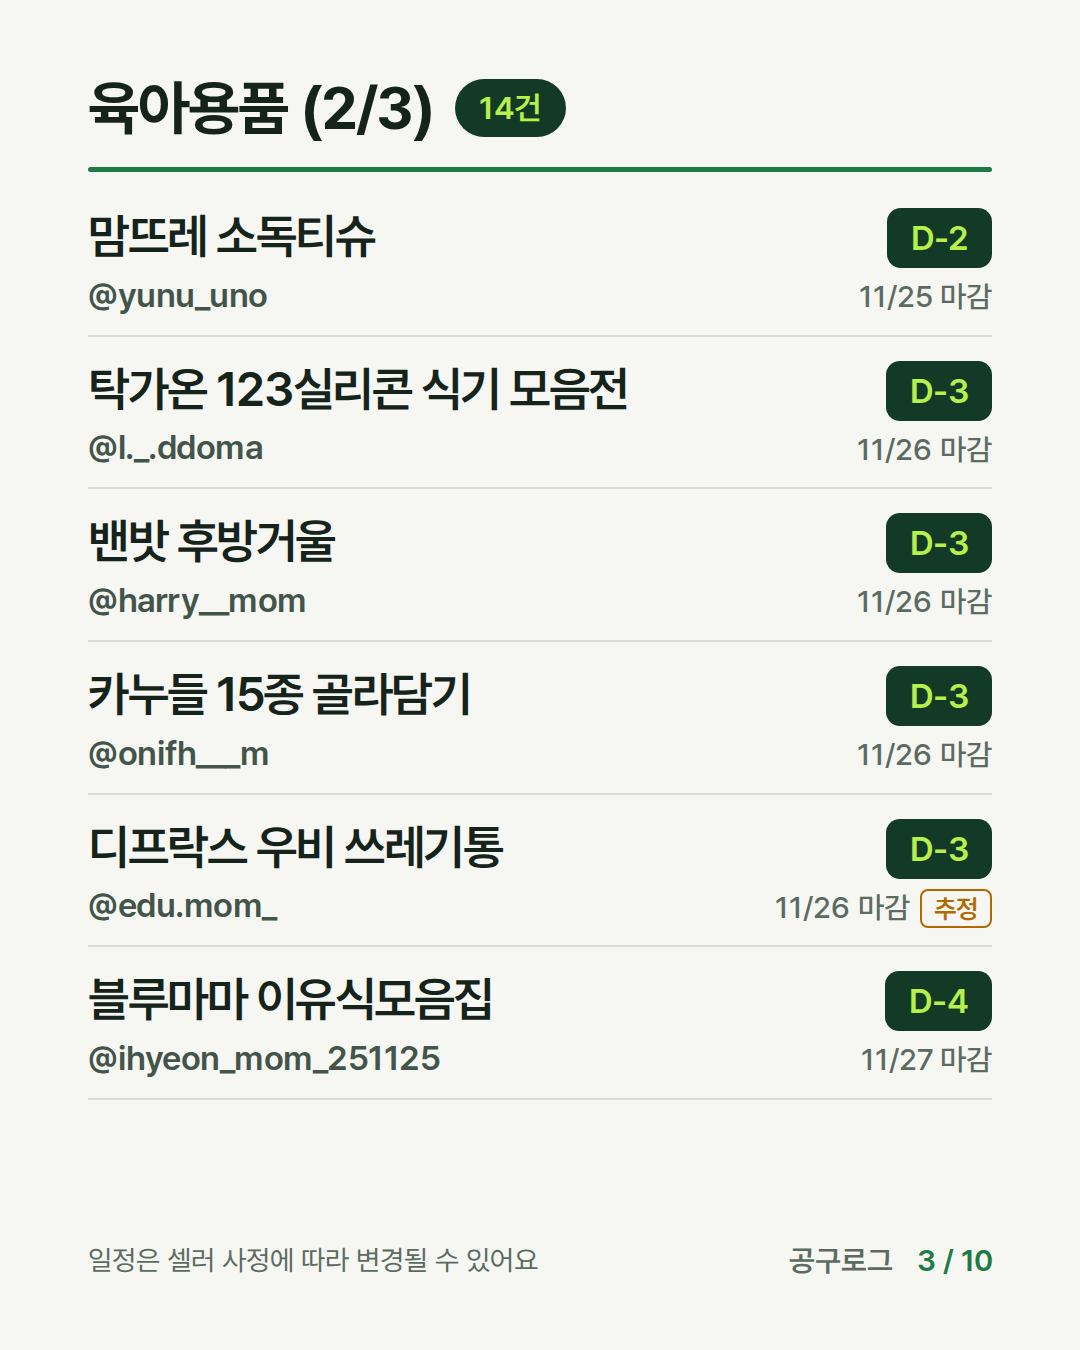 육아용품 (2/3) 14건
맘뜨레 소독티슈 D-2
@yunu_uno 11/25 마감
탁가온 123실리콘 식기 모음전 D-3
@l._.ddoma 11/26 마감
밴밧 후방거울 D-3
@harry__mom 11/26 마감
카누들 15종 골라담기 D-3
@onifh___m 11/26 마감
디프락스 우비 쓰레기통 D-3
@edu.mom_ 11/26 마감 추정
블루마마 이유식모음집 D-4
@ihyeon_mom_251125 11/27 마감
일정은 셀러 사정에 따라 변경될 수 있어요 공구로그 3 / 10